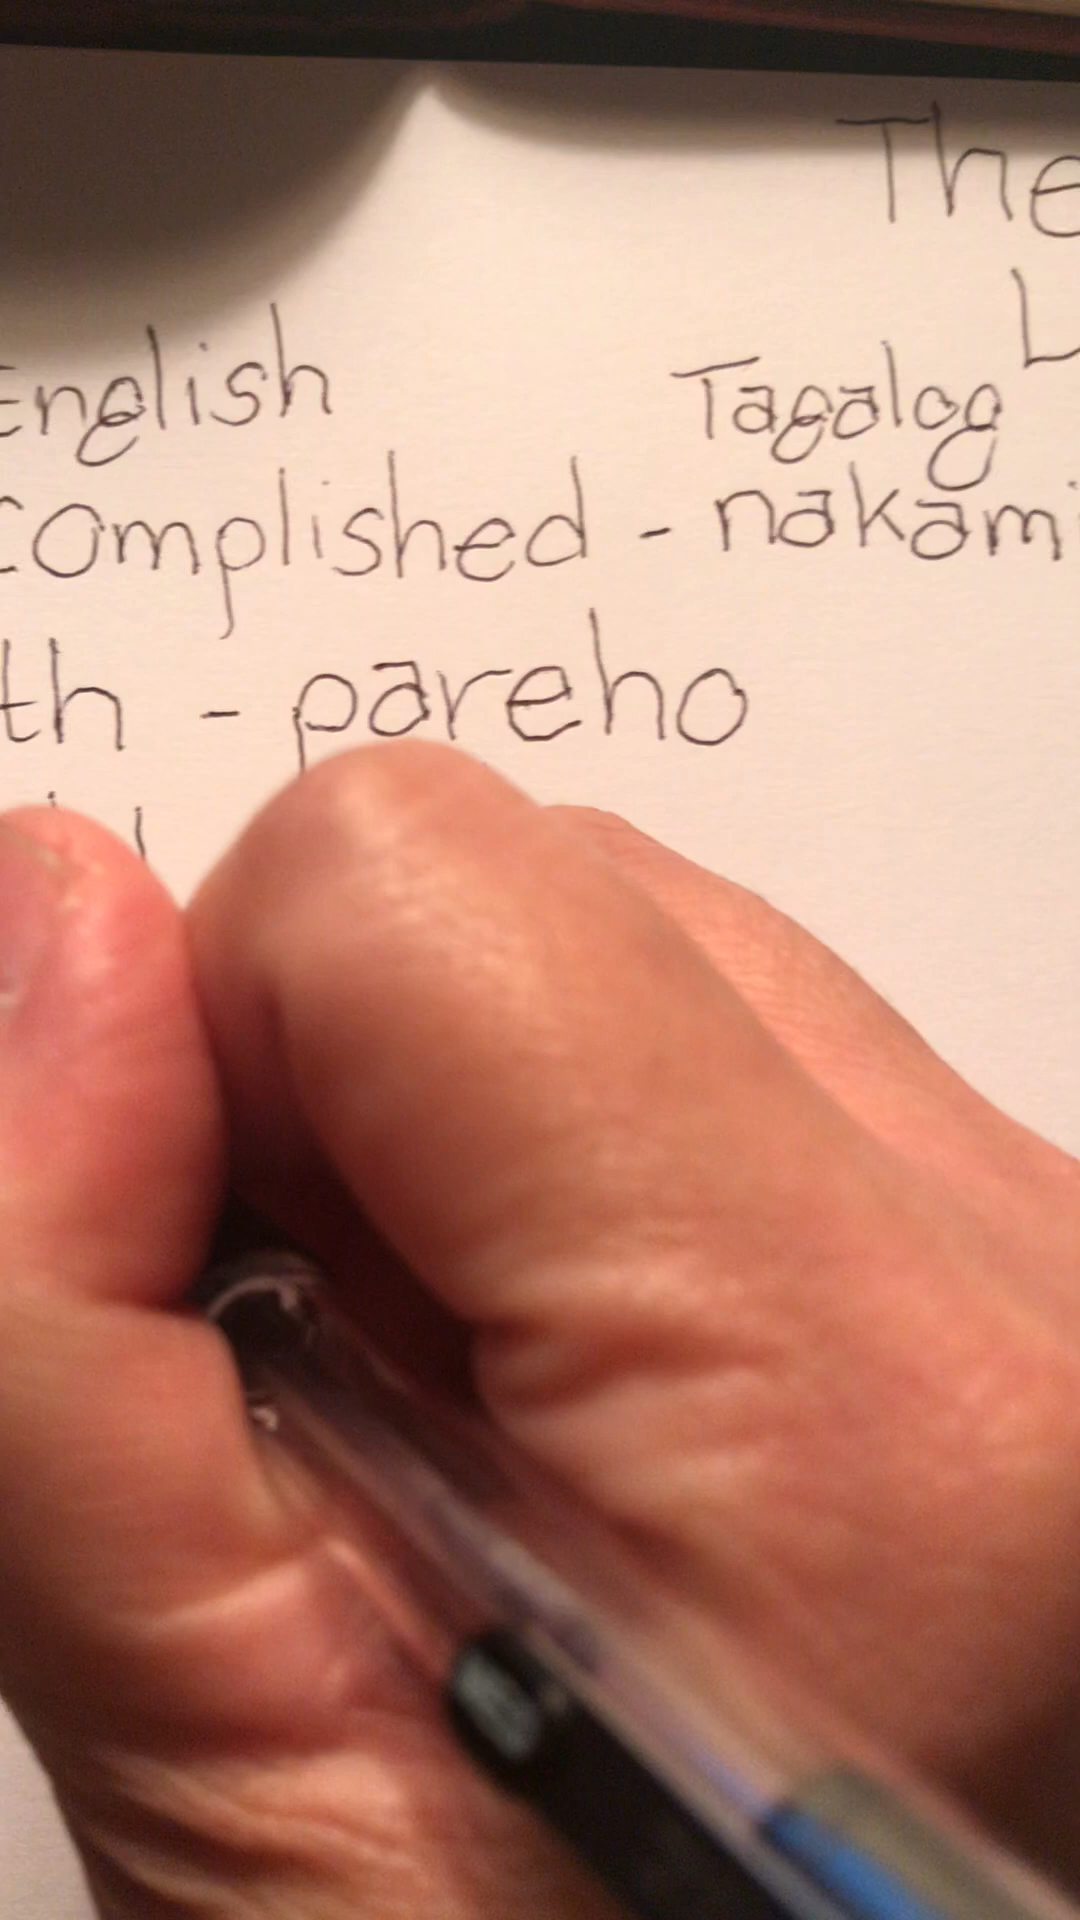 The
L
English Tagalog
complished - nakami
th - pareho